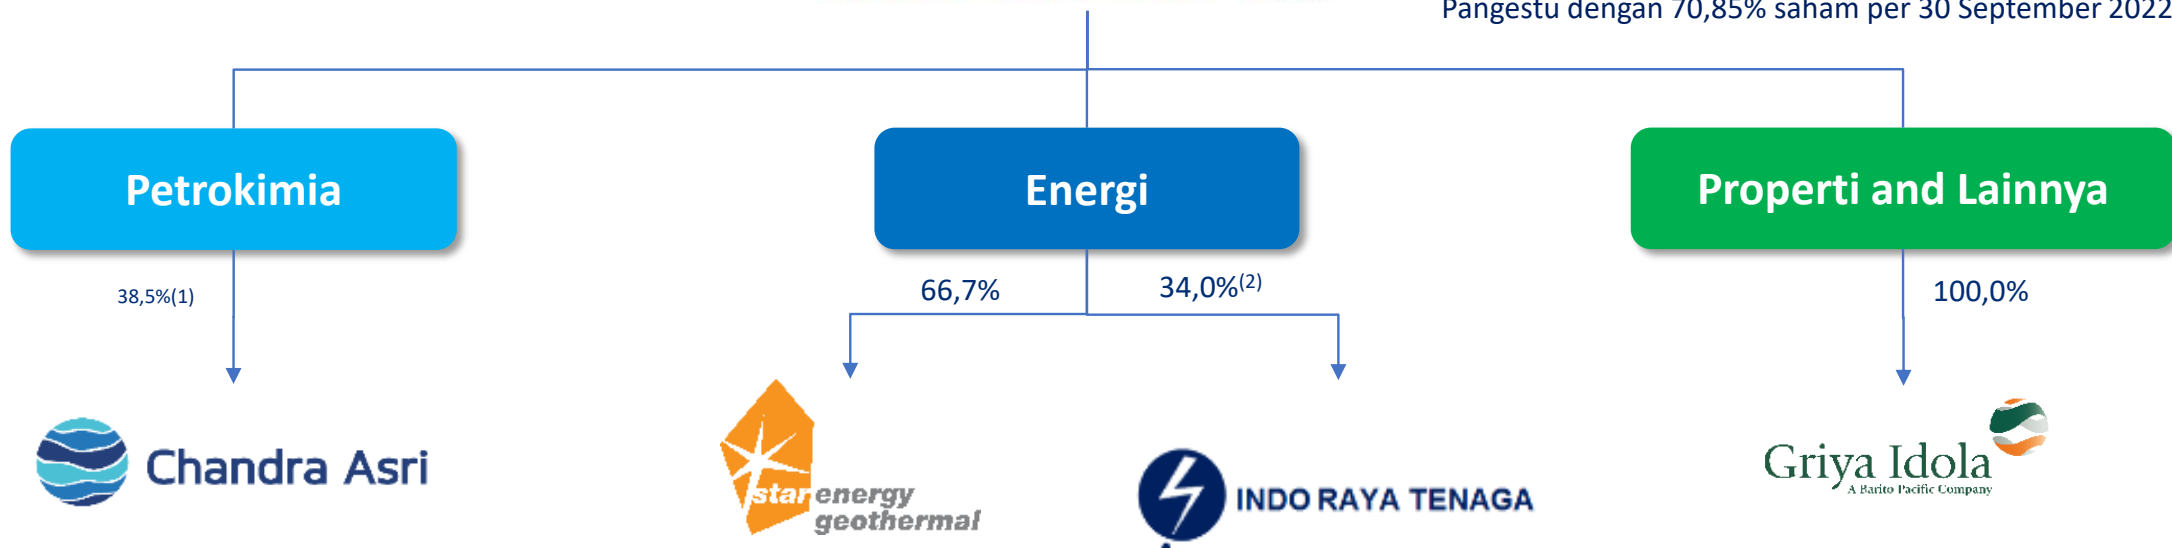 Pangestu dengan 70,85% saham per 30 September 2022
Petrokimia
Energi
Properti and Lainnya
38,5%(1)
66,7%
34,0%(2)
100,0%
Chandra Asri
star energy
geothermal
INDO RAYA TENAGA
Griya Idola
A Barito Pacific Company